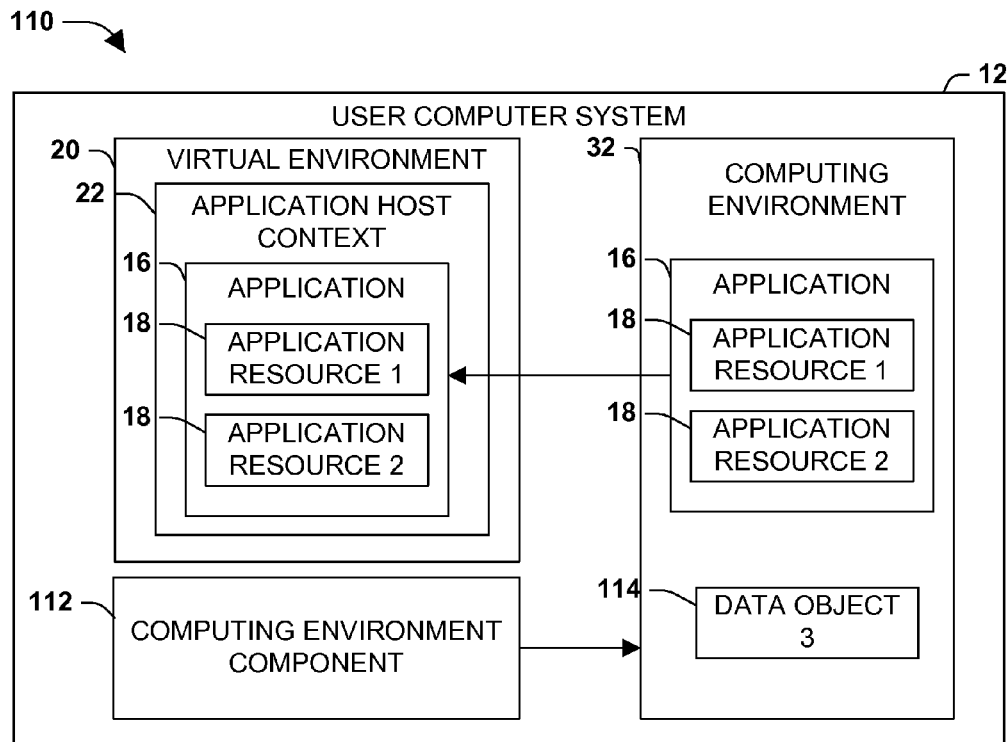 110
12
USER COMPUTER SYSTEM
20
VIRTUAL ENVIRONMENT
22
APPLICATION HOST
CONTEXT
16
APPLICATION
18
APPLICATION
RESOURCE 1
18
APPLICATION
RESOURCE 2
32
COMPUTING
ENVIRONMENT
16
APPLICATION
18
APPLICATION
RESOURCE 1
18
APPLICATION
RESOURCE 2
112
COMPUTING ENVIRONMENT
COMPONENT
114
DATA OBJECT
3